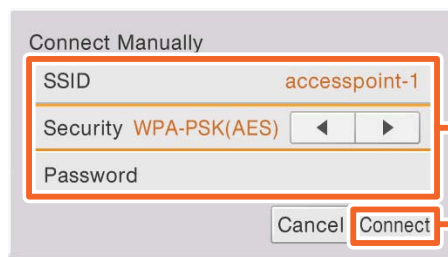 Connect Manually
SSID accesspoint-1
Security WPA-PSK(AES)
Password
Cancel Connect